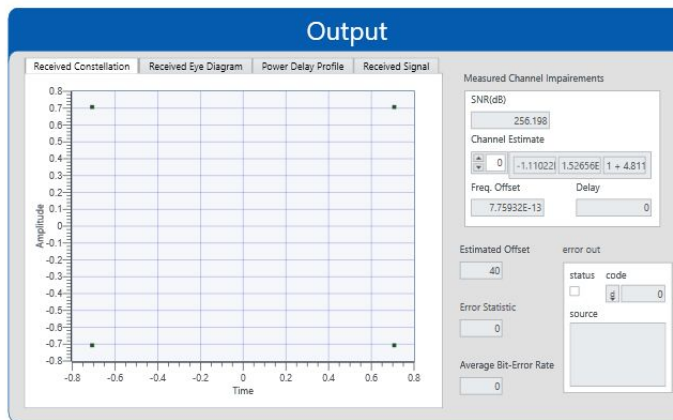 Output
Received Constellation Received Eye Diagram Power Delay Profile Received Signal
0.8
0.7
0.6
0.5
0.4
0.3
0.2
0.1
0
-0.1
-0.2
-0.3
-0.4
-0.5
-0.6
-0.7
-0.8
Amplitude
-0.8 -0.6 -0.4 -0.2 0 0.2 0.4 0.6 0.8
Time
Measured Channel Impairements
SNR(dB)
256.198
Channel Estimate
0 -1.11022 1.52656E 1 + 4.811
Freq. Offset Delay
7.75932E-13 0
Estimated Offset error out
40
status code
d 0
Error Statistic source
0
Average Bit-Error Rate
0